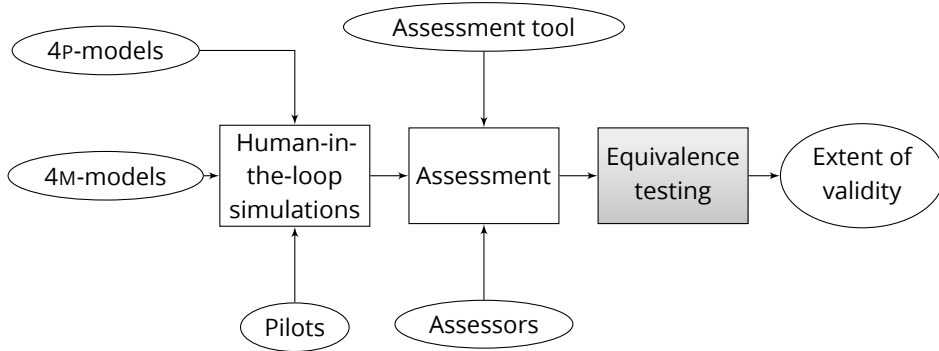 4P-models
Assessment tool
4M-models
Human-in-
the-loop
simulations
Assessment
Equivalence
testing
Extent of
validity
Pilots
Assessors